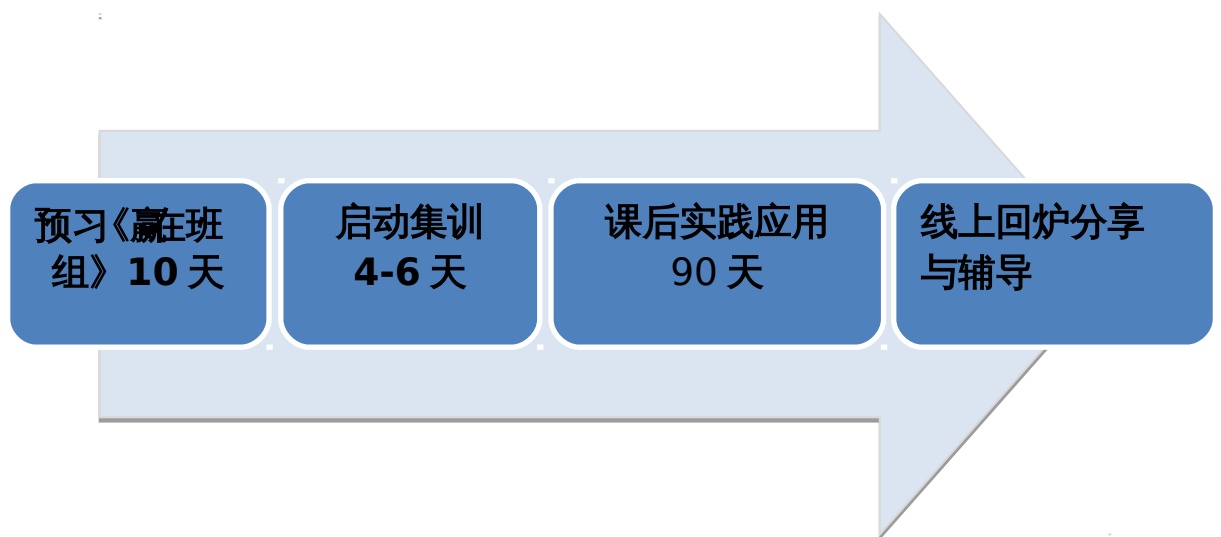 预习《赢在班
组》10 天
启动集训
4-6 天
课后实践应用
90 天
线上回炉分享
与辅导